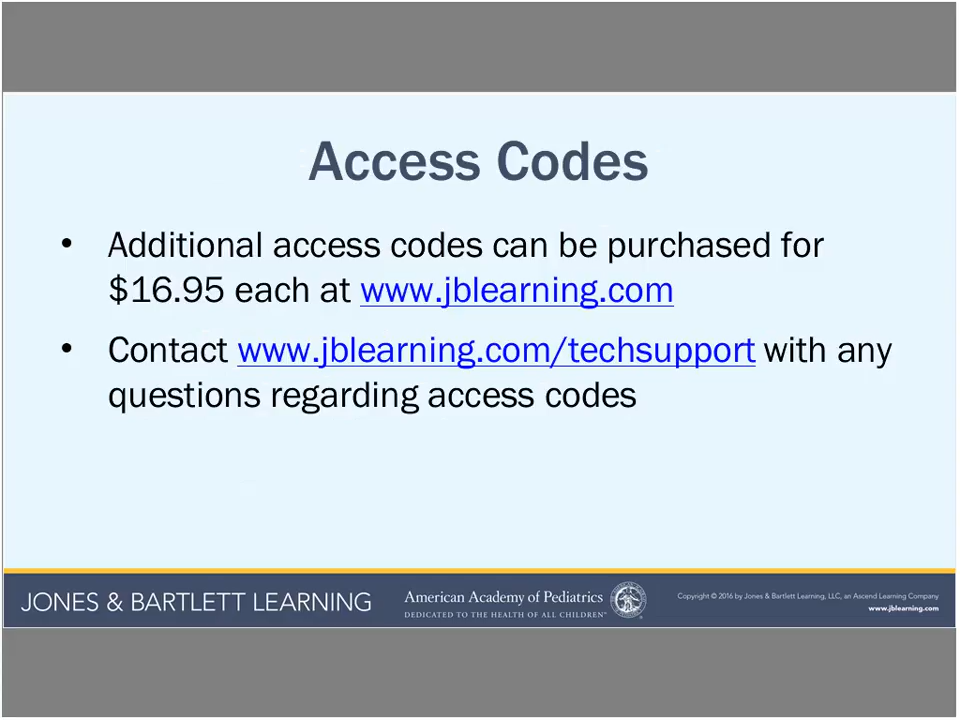 Access Codes
• Additional access codes can be purchased for
$16.95 each at www.jblearning.com
• Contact www.jblearning.com/techsupport with any
questions regarding access codes
JONES & BARTLETT LEARNING
American Academy of Pediatrics
DEDICATED TO THE HEALTH OF ALL CHILDREN™
Copyright © 2016 by Jones & Bartlett Learning, LLC, an Ascend Learning Company
www.jblearning.com